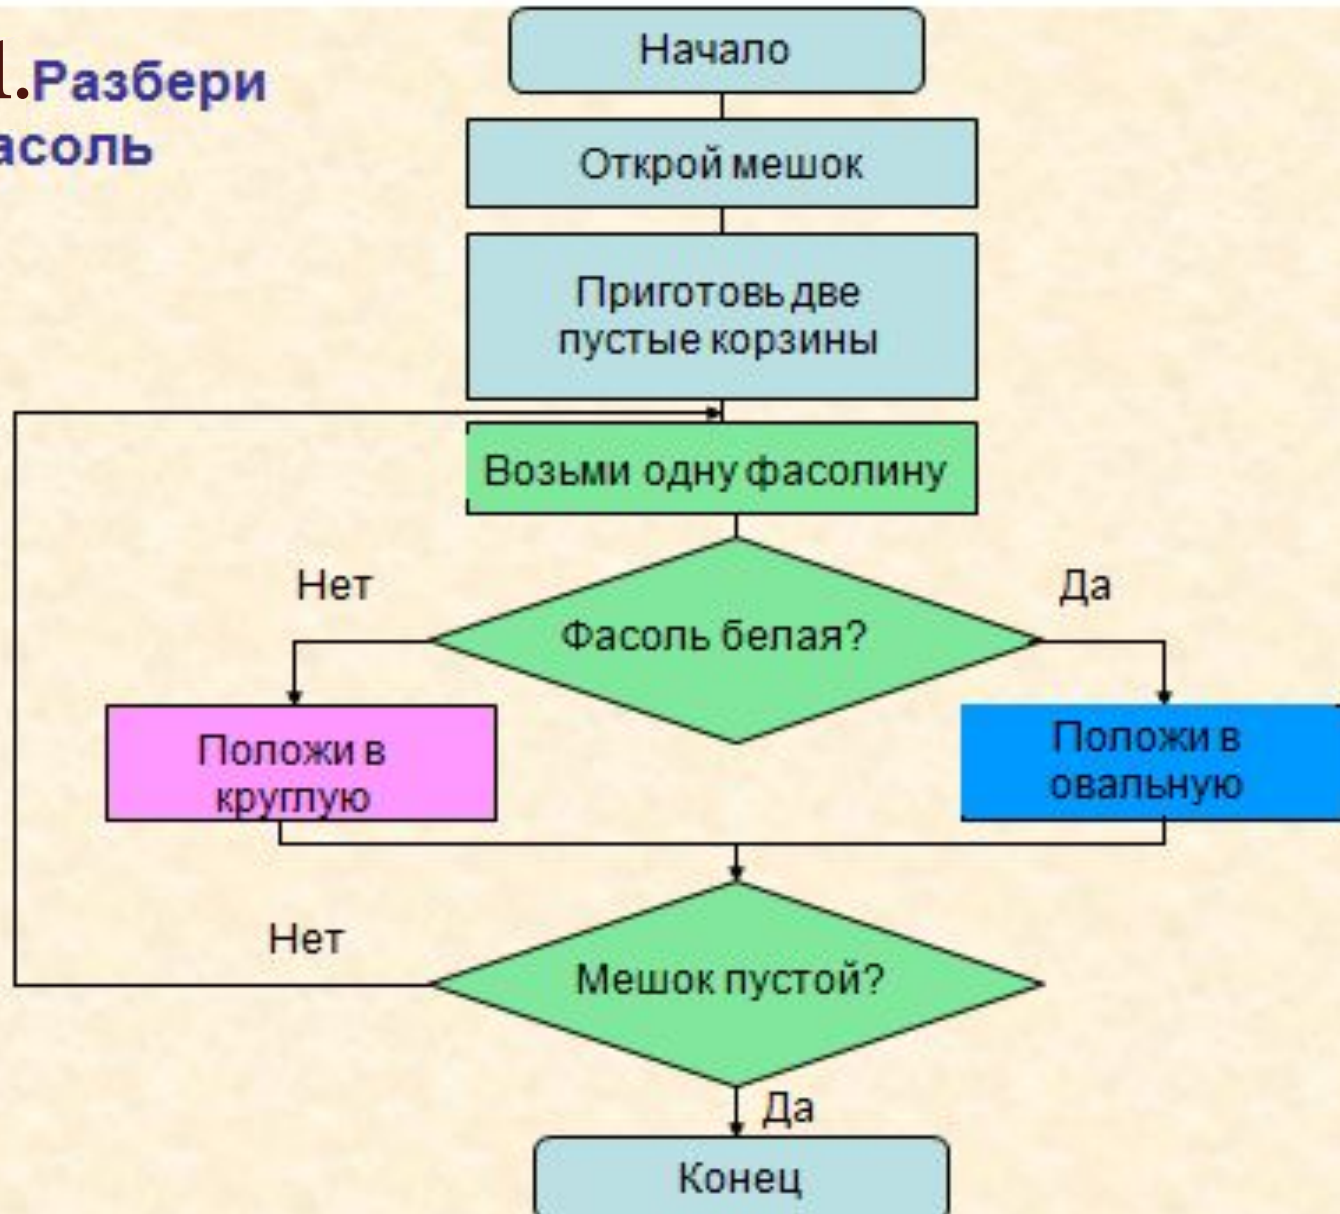 1.Разбери
асоль
Начало
Открой мешок
Приготовь две
пустые корзины
Возьми одну фасолину
Нет
Да
Фасоль белая?
Положи в
круглую
Положи в
овальную
Нет
Мешок пустой?
Да
Конец